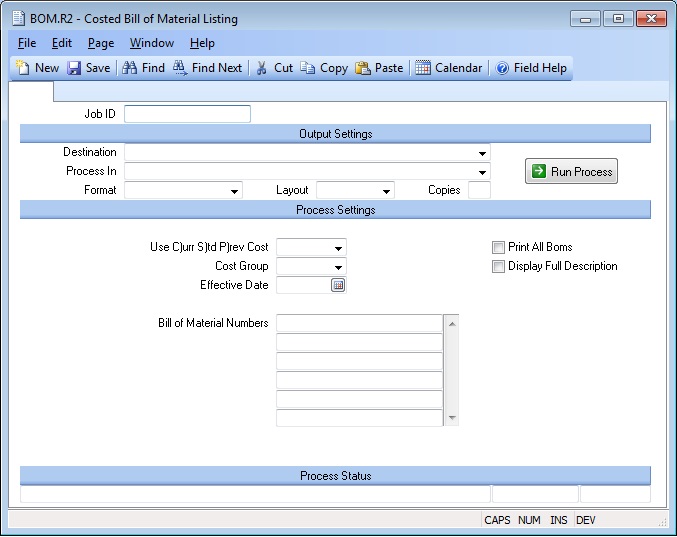 BOM.R2 - Costed Bill of Material Listing
File Edit Page Window Help
New Save Find Find Next Cut Copy Paste Calendar Field Help
Job ID
Output Settings
Destination
Process In
Run Process
Format Layout Copies
Process Settings
Use C)urr S)td P)rev Cost Print All Boms
Cost Group Display Full Description
Effective Date
Bill of Material Numbers
Process Status
CAPS NUM INS DEV